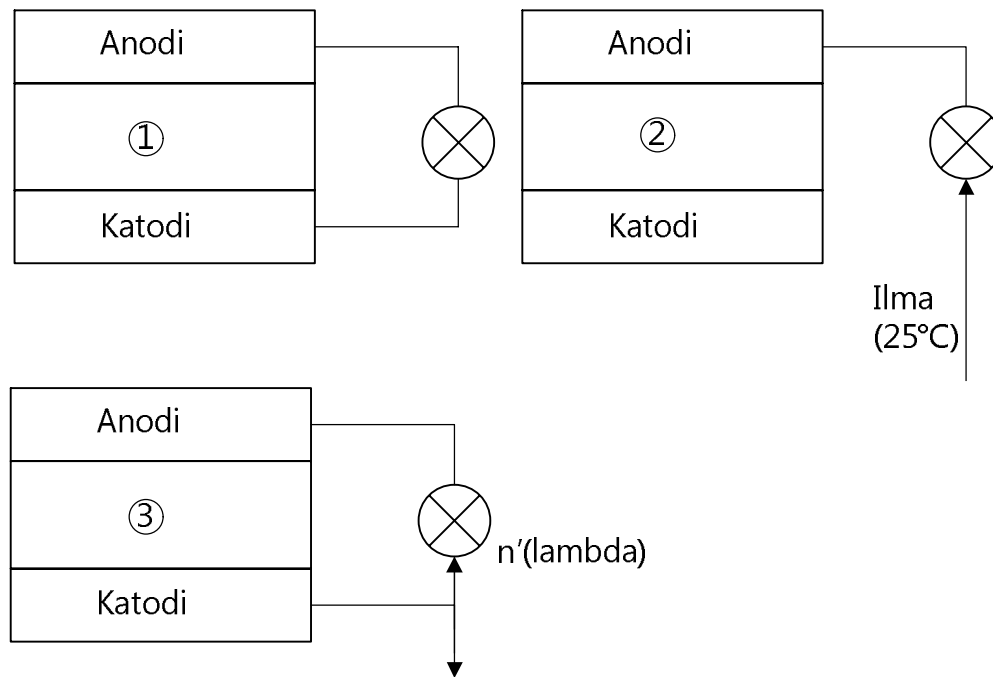 Anodi
①
Katodi
Anodi
②
Katodi
Ilma
(25°C)
Anodi
③
Katodi
n’(lambda)